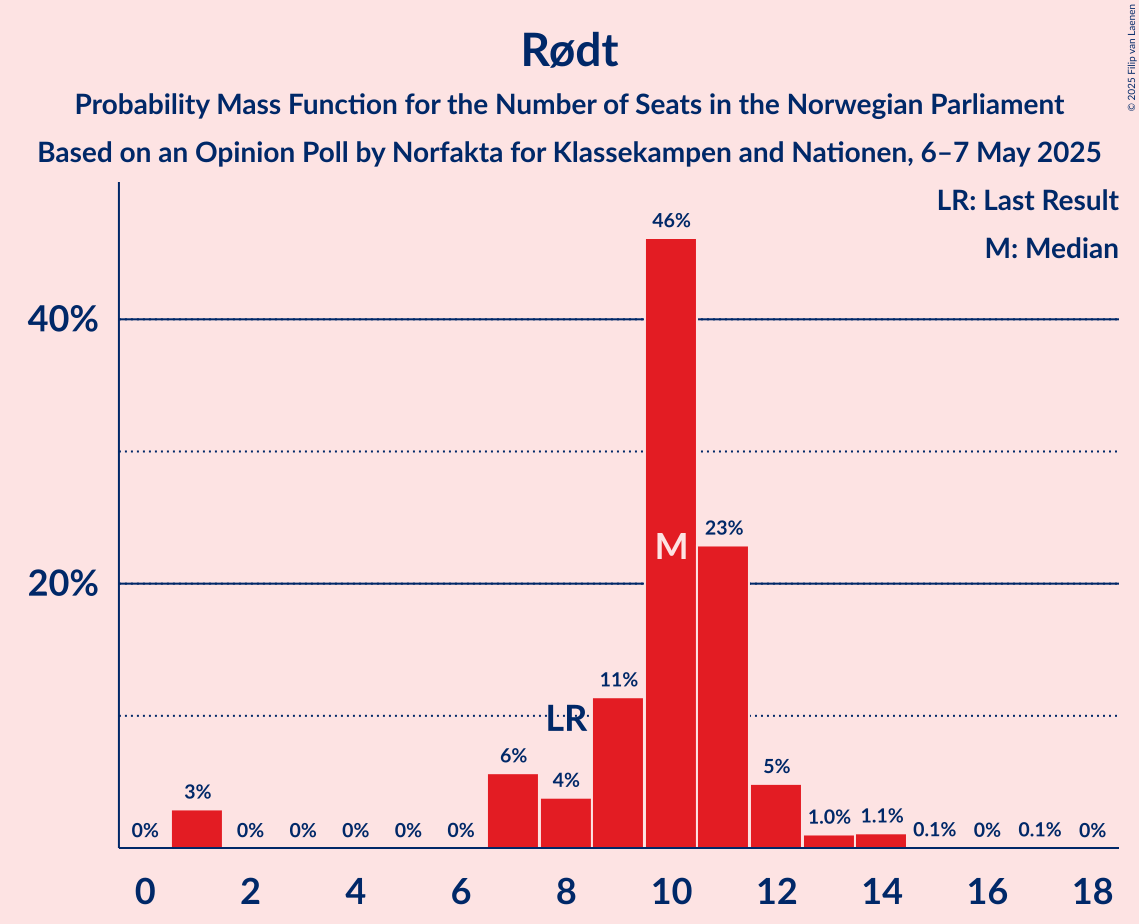 Rødt
Probability Mass Function for the Number of Seats in the Norwegian Parliament
Based on an Opinion Poll by Norfakta for Klassekampen and Nationen, 6–7 May 2025
© 2025 Filip van Laenen
LR: Last Result
M: Median
40%
20%
0%
3%
0%
0%
0%
0%
0%
6%
4%
LR
11%
46%
M
23%
5%
1.0%
1.1%
0.1%
0%
0.1%
0%
0 2 4 6 8 10 12 14 16 18